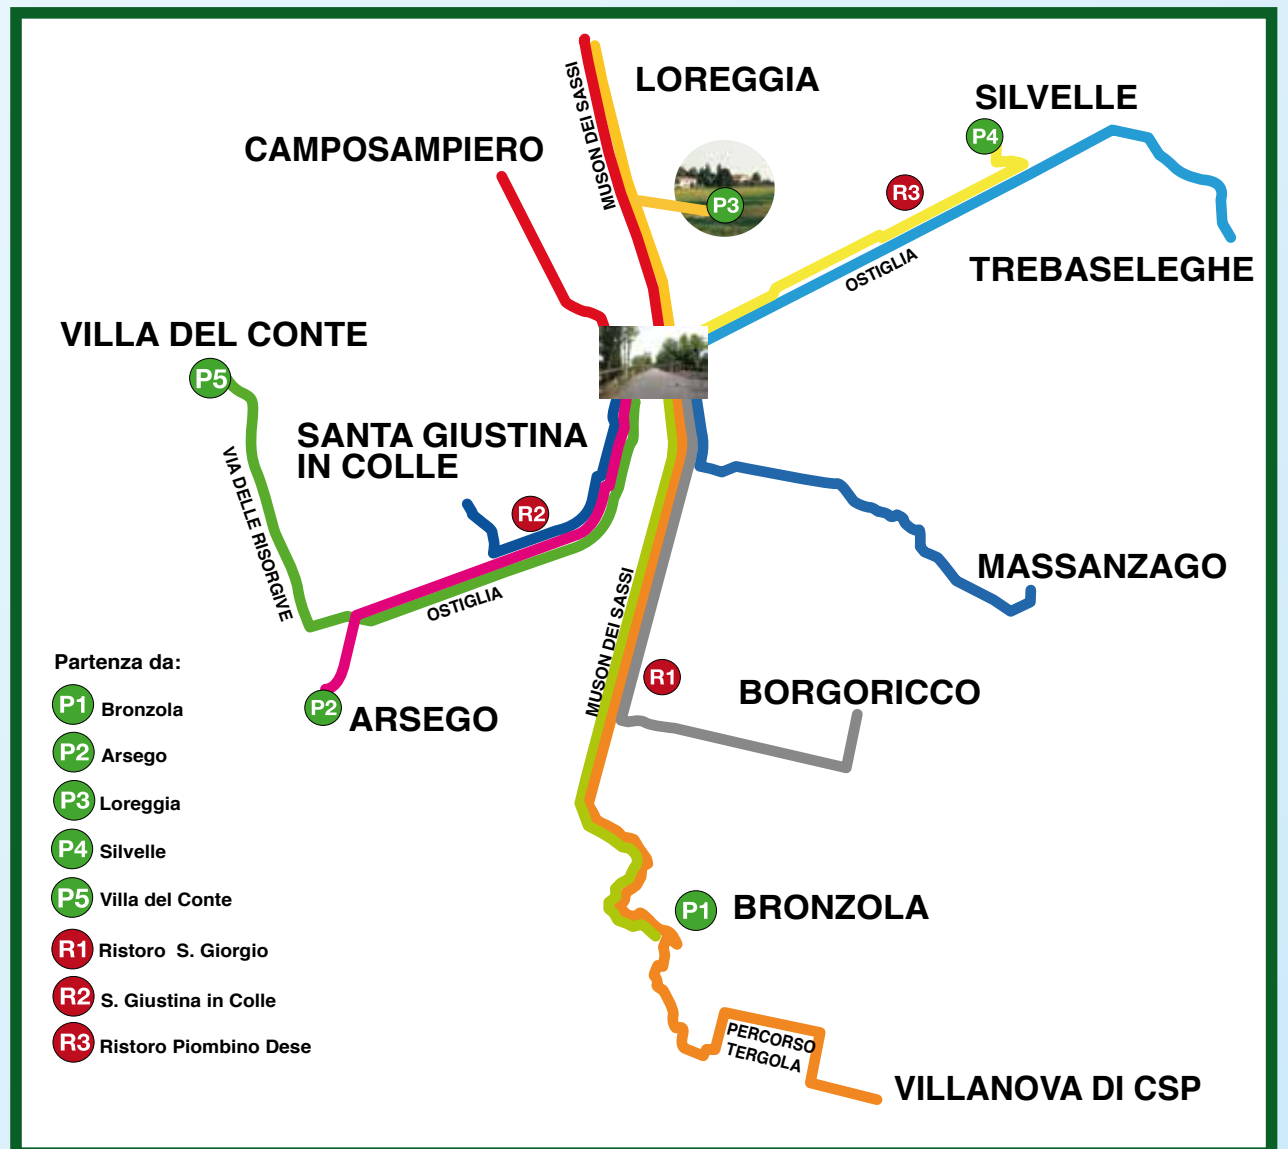 LOREGGIA
MUSON DEI SASSI
SILVELLE
P4
CAMPOSAMPIERO
R3
P3
OSTIGLIA
TREBASELEGHE
VILLA DEL CONTE
P5
SANTA GIUSTINA
IN COLLE
VIA DELLE RISORGIVE
R2
OSTIGLIA
MASSANZAGO
MUSON DEI SASSI
R1
BORGORICCO
P2
ARSEGO
Partenza da:
P1 Bronzola
P2 Arsego
P3 Loreggia
P4 Silvelle
P5 Villa del Conte
R1 Ristoro S. Giorgio
R2 S. Giustina in Colle
R3 Ristoro Piombino Dese
P1
BRONZOLA
PERCORSO
TERGOLA
VILLANOVA DI CSP